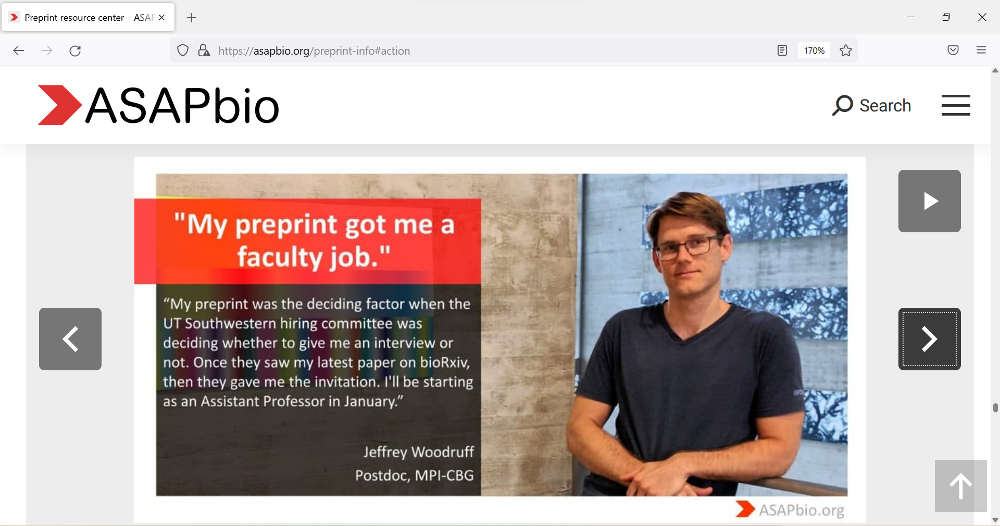 Preprint resource center – ASAP
https://asapbio.org/preprint-info#action
170%
ASAPbio
Search
"My preprint got me a
faculty job."
“My preprint was the deciding factor when the
UT Southwestern hiring committee was
deciding whether to give me an interview or
not. Once they saw my latest paper on bioRxiv,
then they gave me the invitation. I'll be starting
as an Assistant Professor in January.”
Jeffrey Woodruff
Postdoc, MPI-CBG
ASAPbio.org